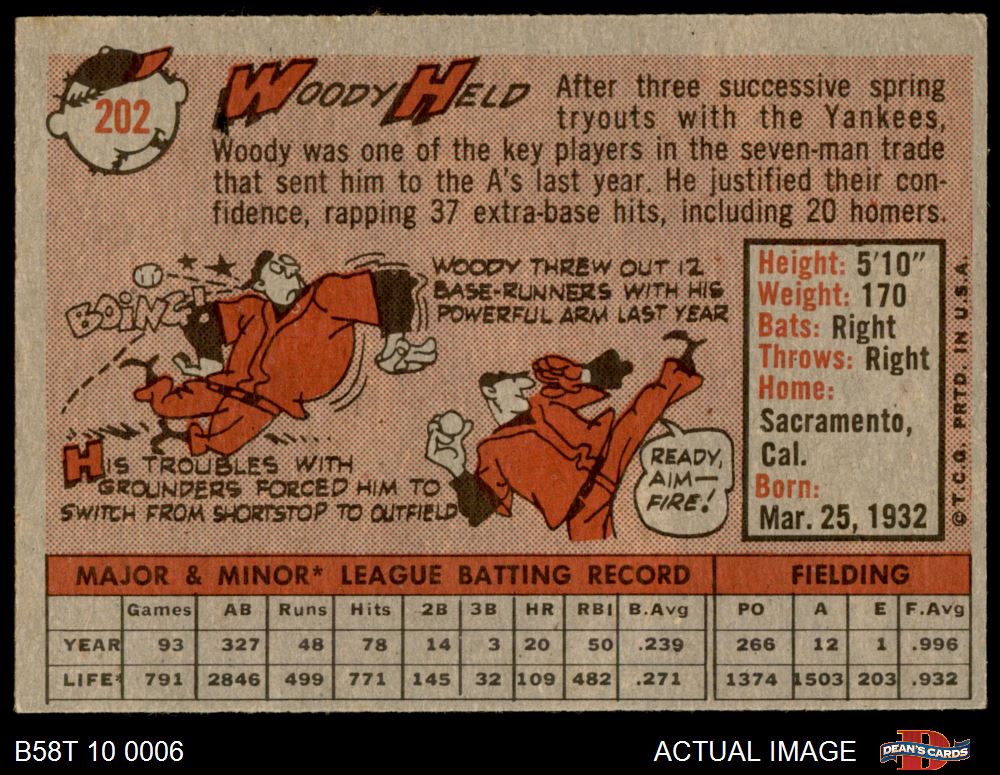 202
WOODY HELD
After three successive spring
tryouts with the Yankees,
Woody was one of the key players in the seven-man trade
that sent him to the A's last year. He justified their con-
fidence, rapping 37 extra-base hits, including 20 homers.
BOING!
WOODY THREW OUT 12
BASE-RUNNERS WITH HIS
POWERFUL ARM LAST YEAR
HIS TROUBLES WITH
GROUNDERS FORCED HIM TO
SWITCH FROM SHORTSTOP TO OUTFIELD
READY,
AIM—
FIRE!
Height: 5'10"
Weight: 170
Bats: Right
Throws: Right
Home:
Sacramento,
Cal.
Born:
Mar. 25, 1932
© T.C.G. PRTD. IN U.S.A.
MAJOR & MINOR* LEAGUE BATTING RECORD FIELDING
Games AB Runs Hits 2B 3B HR RBI B.Avg PO A E F.Avg
YEAR 93 327 48 78 14 3 20 50 .239 266 12 1 .996
LIFE* 791 2846 499 771 145 32 109 482 .271 1374 1503 203 .932
B58T 10 0006
ACTUAL IMAGE
DEAN'S CARDS